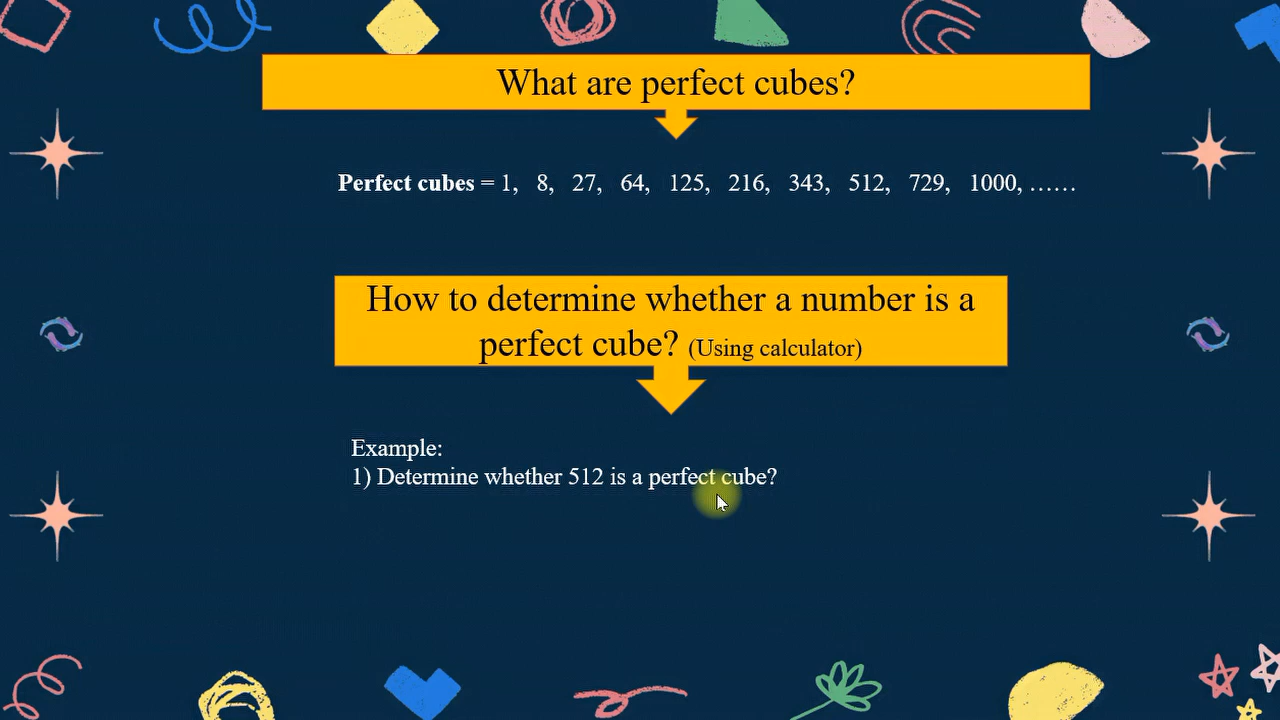 What are perfect cubes?
Perfect cubes = 1, 8, 27, 64, 125, 216, 343, 512, 729, 1000, ……
How to determine whether a number is a
perfect cube? (Using calculator)
Example:
1) Determine whether 512 is a perfect cube?